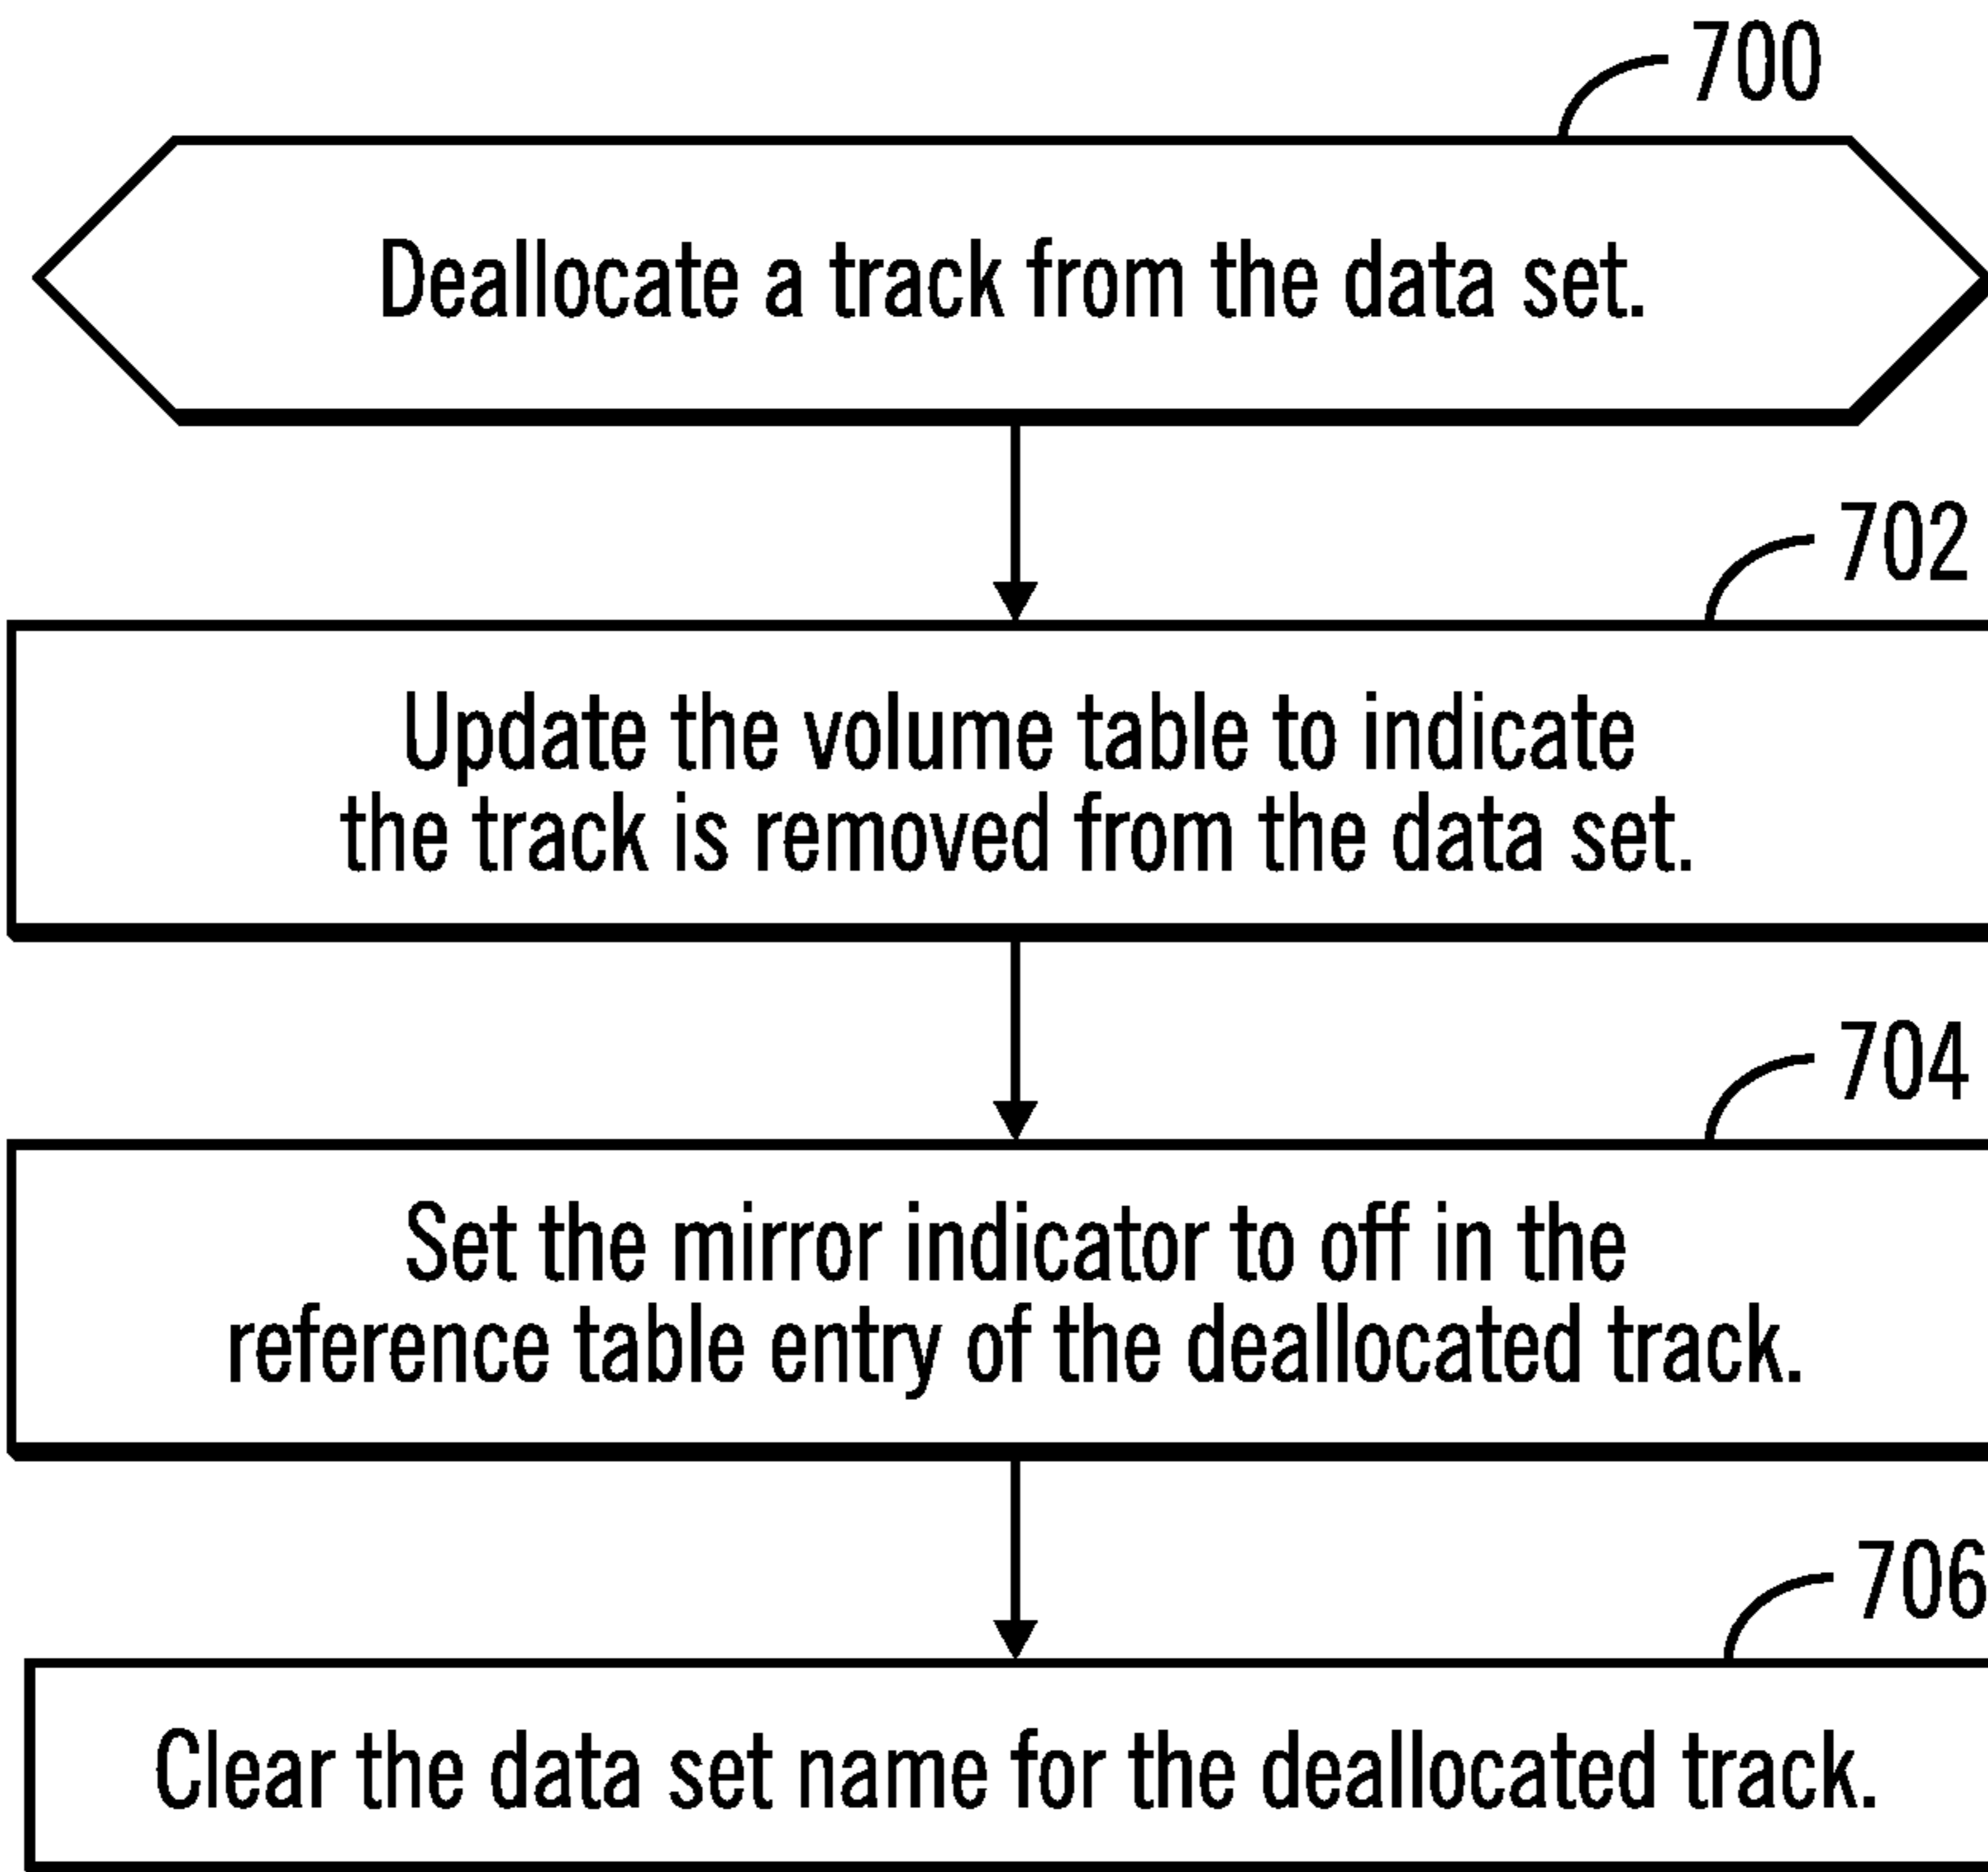 700
Deallocate a track from the data set.
702
Update the volume table to indicate
the track is removed from the data set.
704
Set the mirror indicator to off in the
reference table entry of the deallocated track.
706
Clear the data set name for the deallocated track.